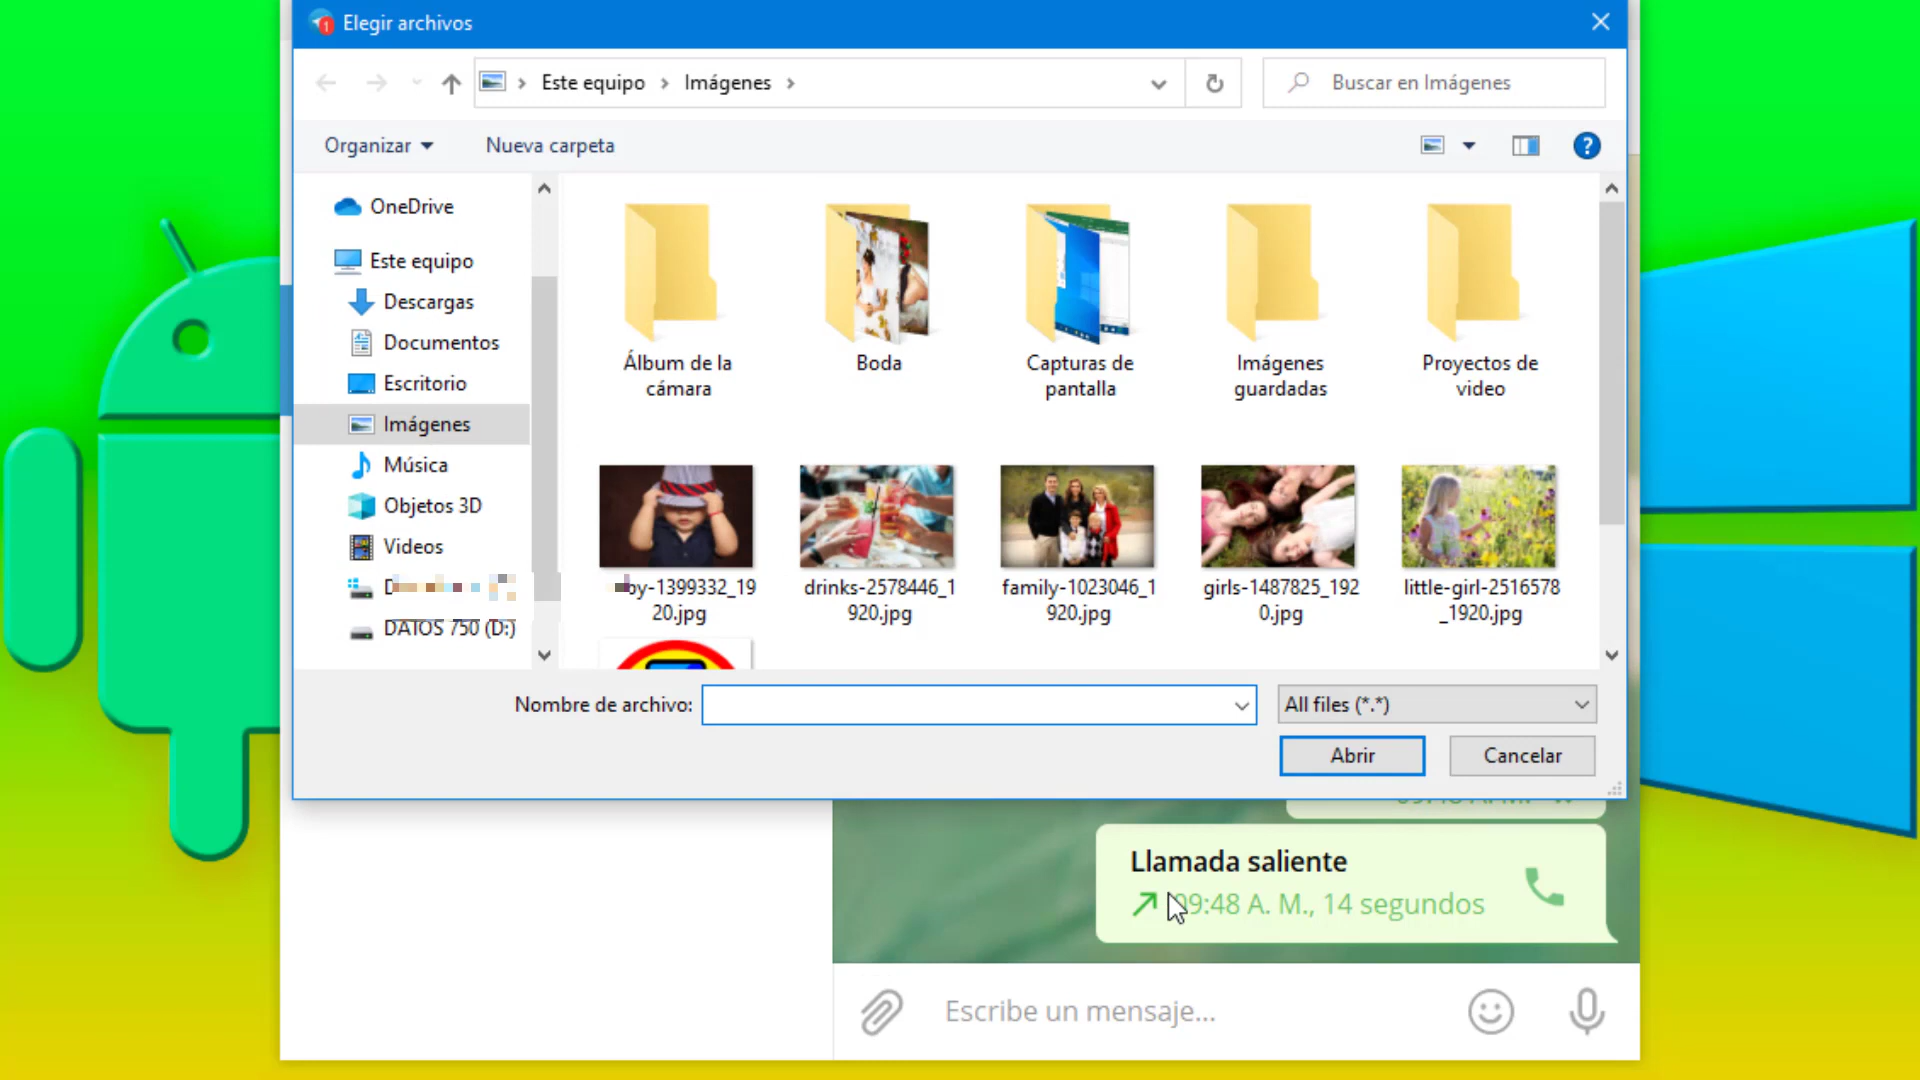 1 Elegir archivos
Este equipo Imágenes
Buscar en Imágenes
Organizar Nueva carpeta
?
OneDrive
Este equipo
Descargas
Documentos
Escritorio
Imágenes
Música
Objetos 3D
Videos
DATOS 750 (D:)
Álbum de la
cámara
Boda
Capturas de
pantalla
Imágenes
guardadas
Proyectos de
video
by-1399332_19
20.jpg
drinks-2578446_1
920.jpg
family-1023046_1
920.jpg
girls-1487825_192
0.jpg
little-girl-2516578
_1920.jpg
Nombre de archivo:
All files (*.*)
Abrir
Cancelar
Llamada saliente
09:48 A. M., 14 segundos
Escribe un mensaje...